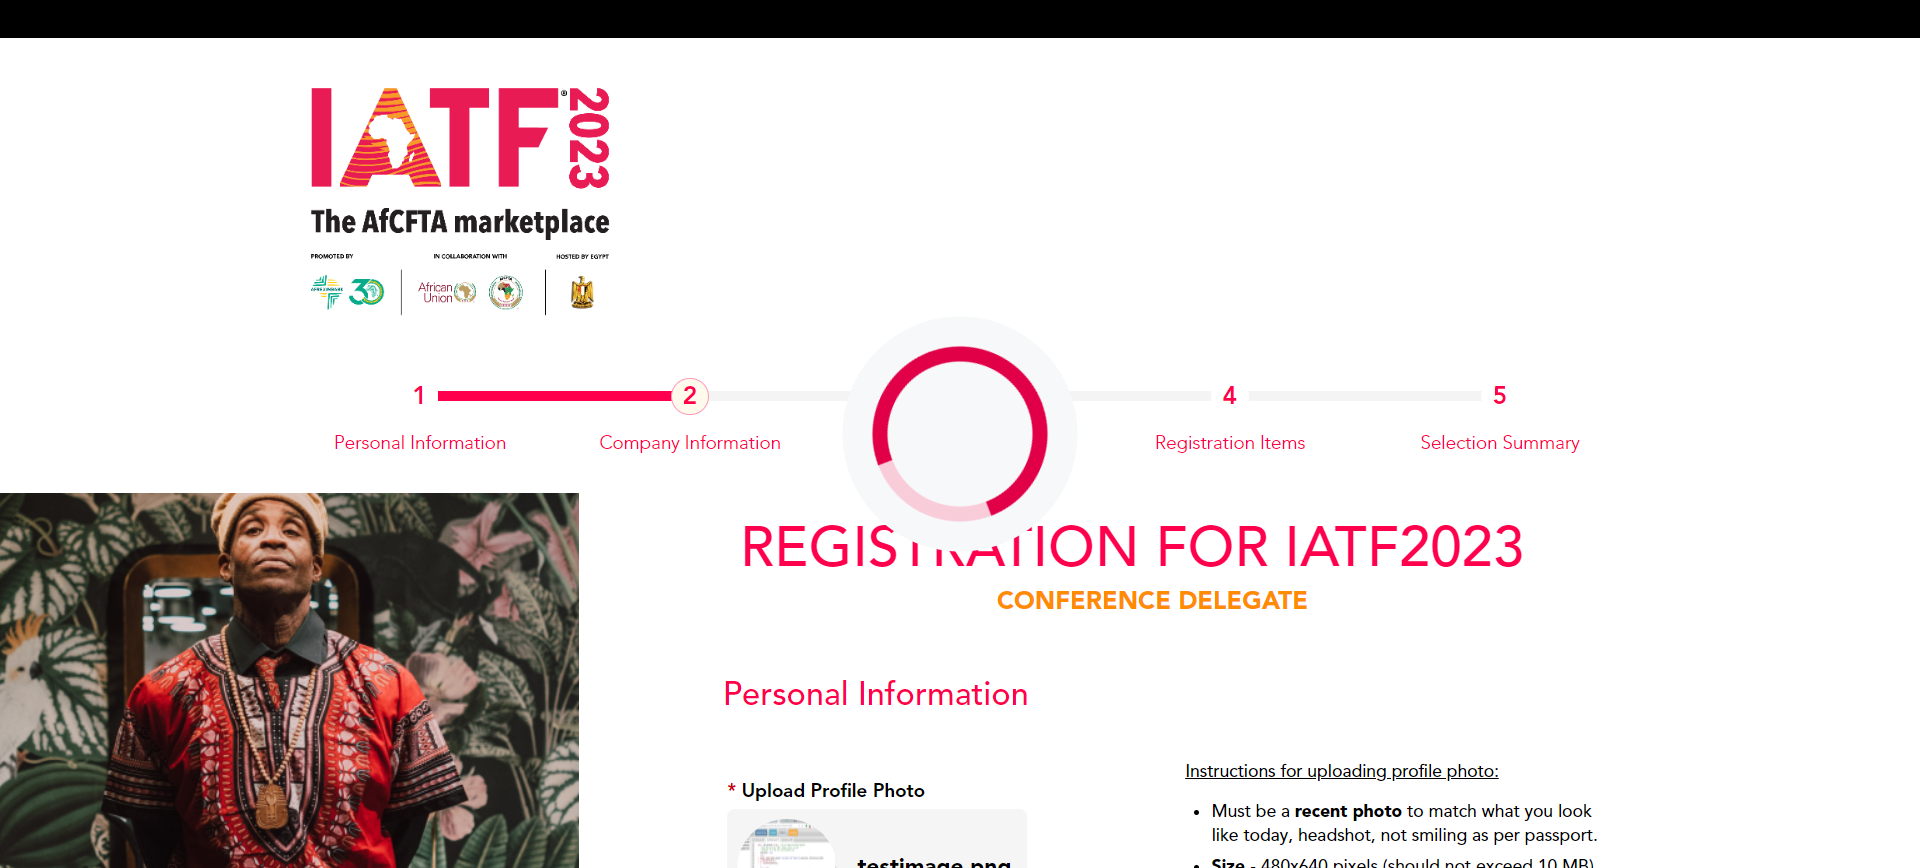 IATF® 2023
The AfCFTA marketplace
PROMOTED BY
IN COLLABORATION WITH
HOSTED BY EGYPT
30
African
Union
1
2
4
5
Personal Information
Company Information
Registration Items
Selection Summary
REGISTRATION FOR IATF2023
CONFERENCE DELEGATE
Personal Information
* Upload Profile Photo
testimage.png
Instructions for uploading profile photo:
• Must be a recent photo to match what you look
like today, headshot, not smiling as per passport.
• Size - 480x640 pixels (should not exceed 10 MB)